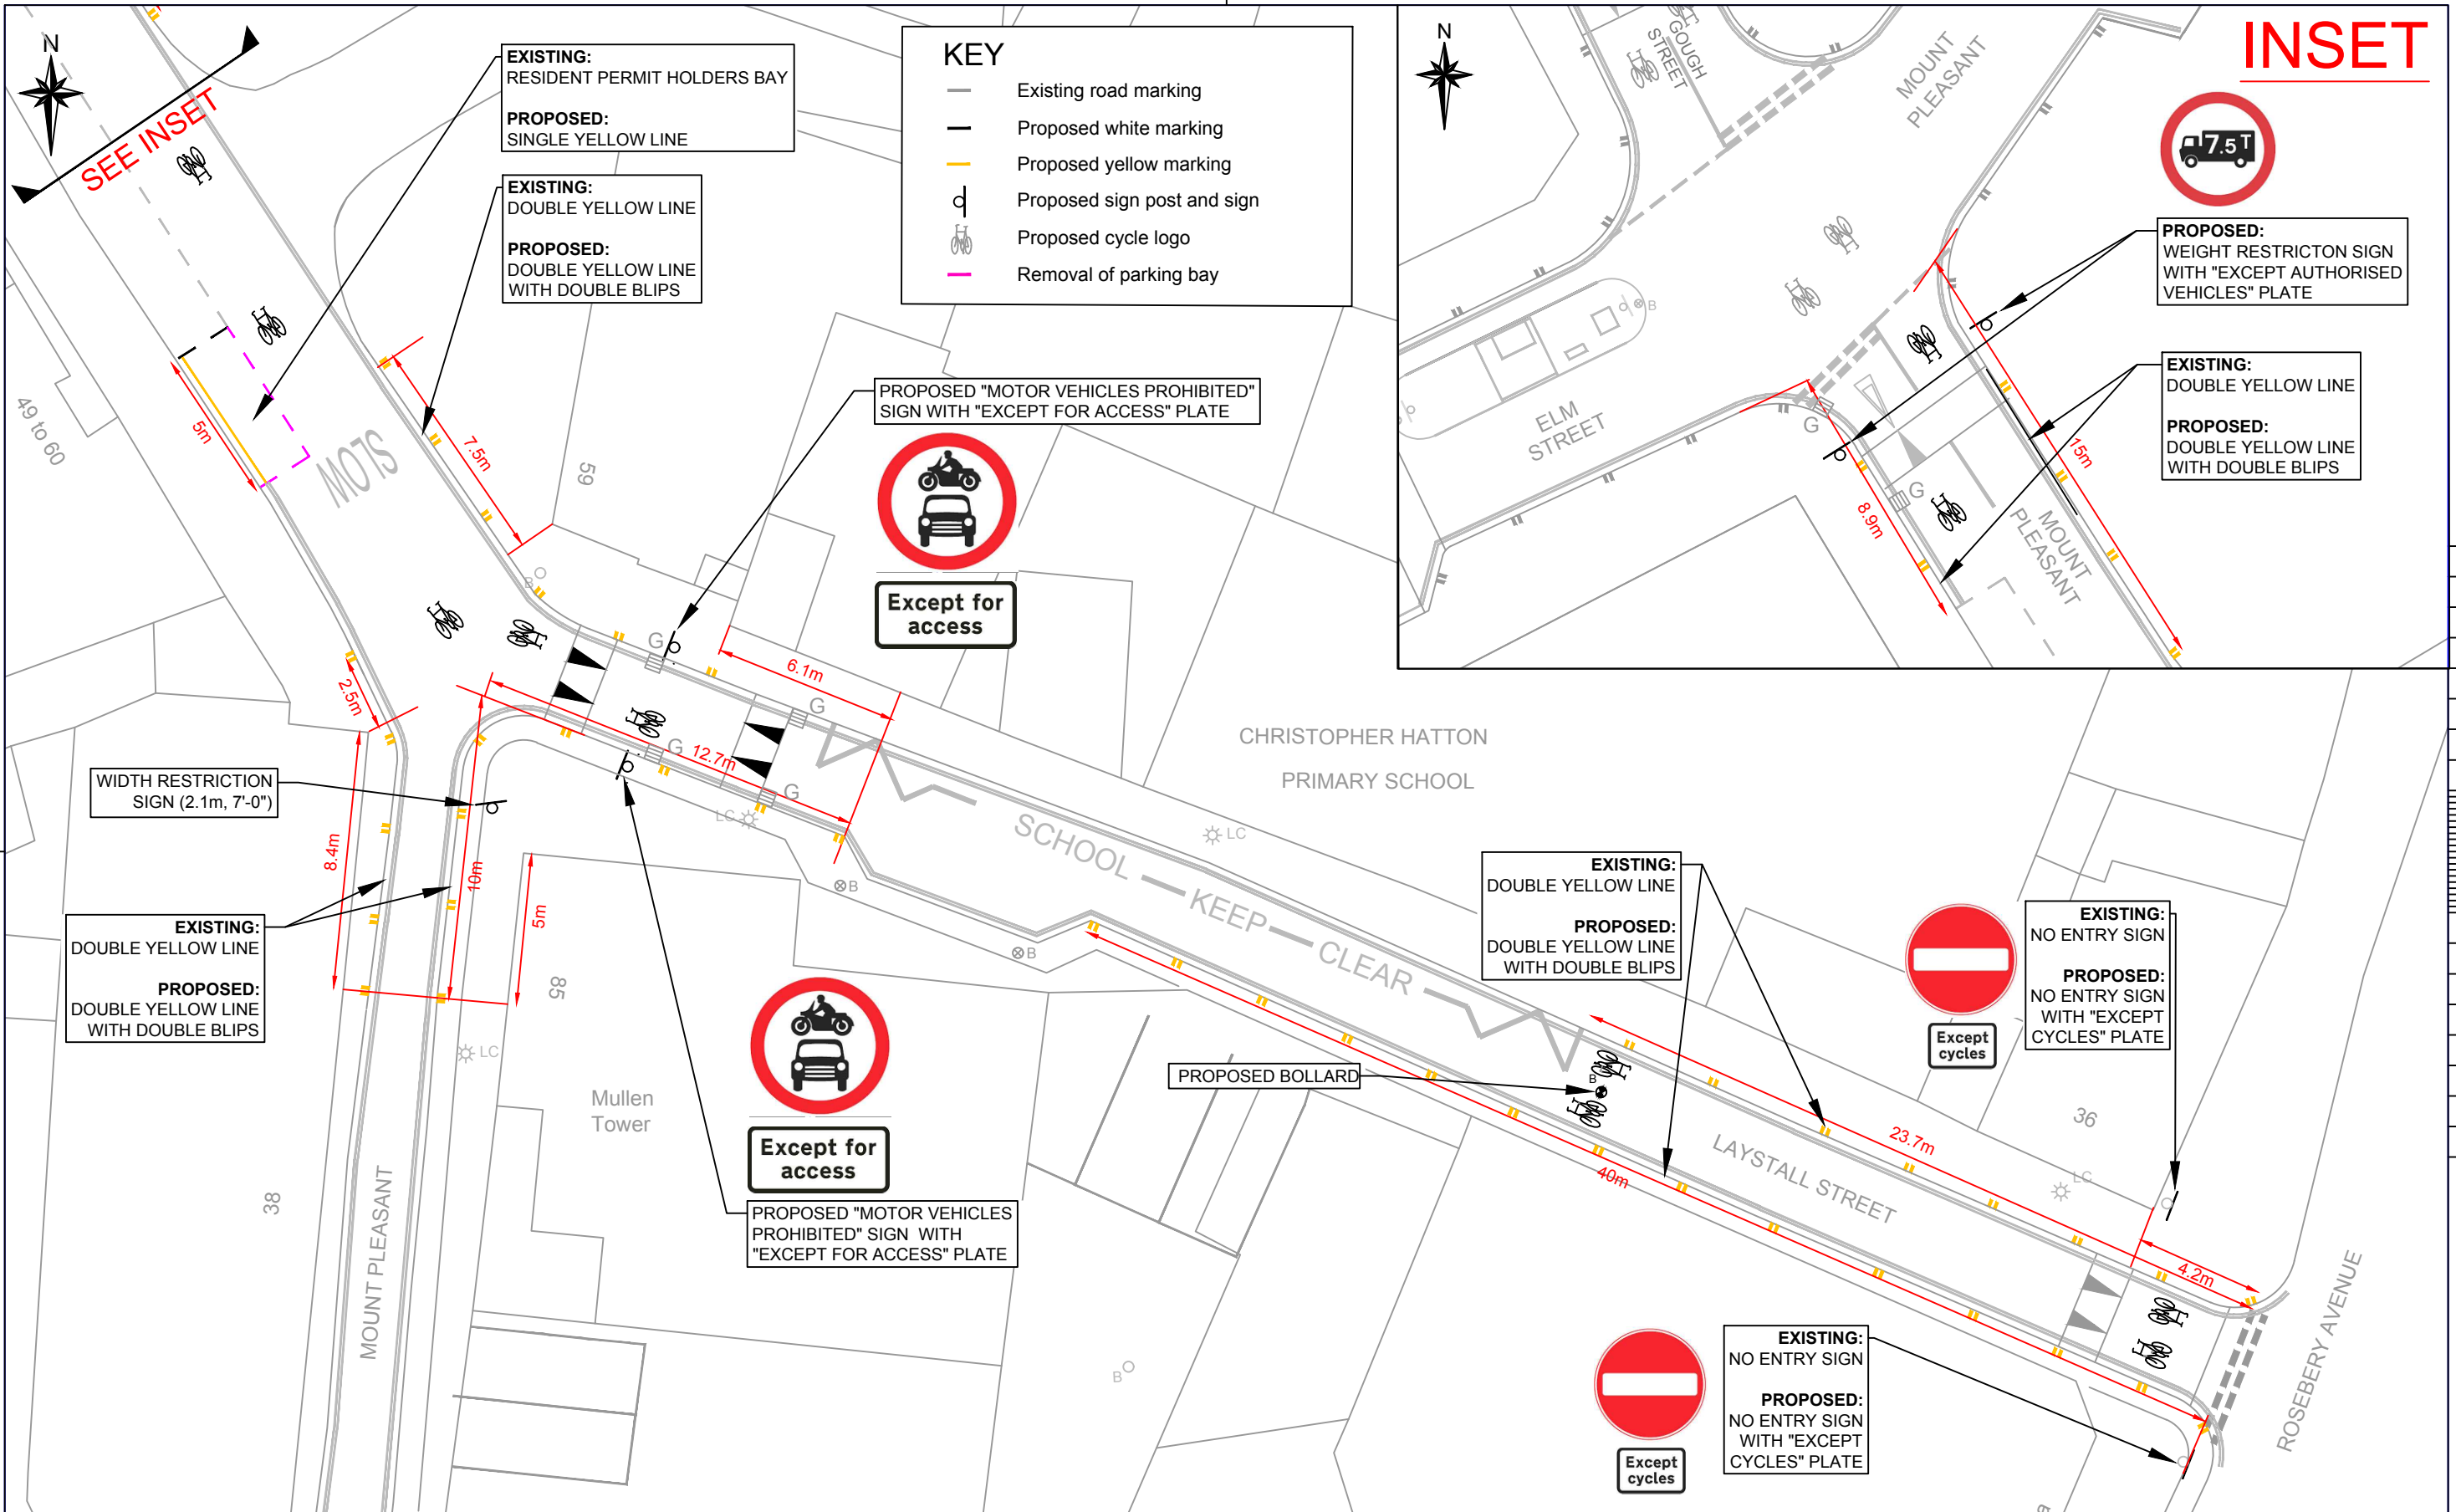 N
SEE INSET
EXISTING:
RESIDENT PERMIT HOLDERS BAY
PROPOSED:
SINGLE YELLOW LINE
EXISTING:
DOUBLE YELLOW LINE
PROPOSED:
DOUBLE YELLOW LINE
WITH DOUBLE BLIPS
KEY
Existing road marking
Proposed white marking
Proposed yellow marking
Proposed sign post and sign
Proposed cycle logo
Removal of parking bay
INSET
N
GOUGH
STREET
MOUNT
PLEASANT
7.5T
PROPOSED:
WEIGHT RESTRICTON SIGN
WITH "EXCEPT AUTHORISED
VEHICLES" PLATE
EXISTING:
DOUBLE YELLOW LINE
PROPOSED:
DOUBLE YELLOW LINE
WITH DOUBLE BLIPS
B
ELM
STREET
G
G
15m
8.9m
MOUNT
PLEASANT
49 to 60
5m
SLOW
7.5m
59
B
PROPOSED "MOTOR VEHICLES PROHIBITED"
SIGN WITH "EXCEPT FOR ACCESS" PLATE
Except for
access
G
6.1m
2.5m
G
G
12.7m
G
LC
WIDTH RESTRICTION
SIGN (2.1m, 7'-0")
8.4m
10m
5m
EXISTING:
DOUBLE YELLOW LINE
PROPOSED:
DOUBLE YELLOW LINE
WITH DOUBLE BLIPS
CHRISTOPHER HATTON
PRIMARY SCHOOL
SCHOOL KEEP CLEAR
LC
B
B
85
LC
Mullen
Tower
Except for
access
PROPOSED "MOTOR VEHICLES
PROHIBITED" SIGN WITH
"EXCEPT FOR ACCESS" PLATE
38
MOUNT PLEASANT
B
EXISTING:
DOUBLE YELLOW LINE
PROPOSED:
DOUBLE YELLOW LINE
WITH DOUBLE BLIPS
PROPOSED BOLLARD
B
Except
cycles
EXISTING:
NO ENTRY SIGN
PROPOSED:
NO ENTRY SIGN
WITH "EXCEPT
CYCLES" PLATE
36
LC
23.7m
40m
LAYSTALL STREET
4.2m
ROSEBERY AVENUE
Except
cycles
EXISTING:
NO ENTRY SIGN
PROPOSED:
NO ENTRY SIGN
WITH "EXCEPT
CYCLES" PLATE